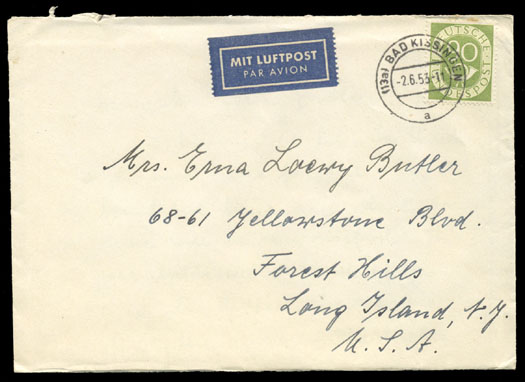 MIT LUFTPOST
PAR AVION
(13a) BAD KISSINGEN
-2.6.53-11
a
DEUTSCHE
POST
Mrs. Erna Loewy Butler
68-61 Yellowstone Blvd.
Forest Hills
Long Island, N.Y.
U.S.A.